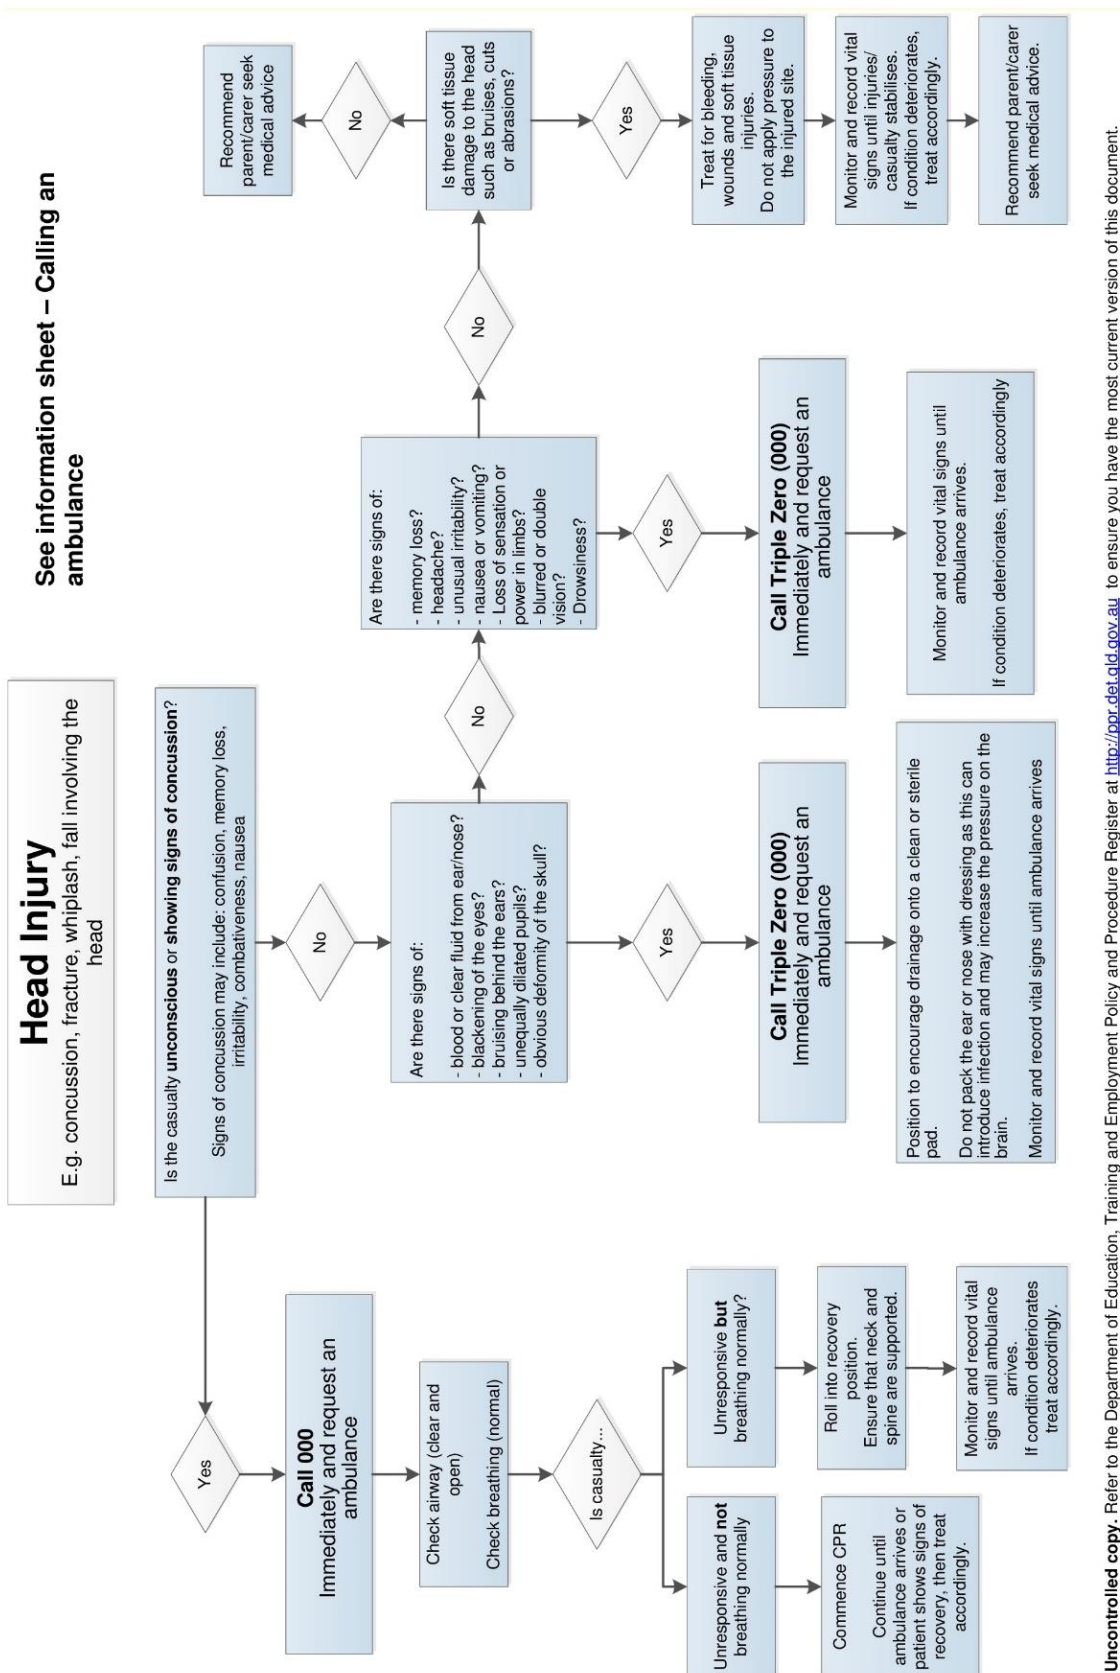 Head Injury
E.g. concussion, fracture, whiplash, fall involving the
head
See information sheet – Calling an
ambulance
Is the casualty unconscious or showing signs of concussion?
Signs of concussion may include: confusion, memory loss,
irritability, combativeness, nausea
Yes
Call 000
Immediately and request an
ambulance
Check airway (clear and
open)
Check breathing (normal)
Is casualty...
Unresponsive and not
breathing normally
Commence CPR
Continue until
ambulance arrives or
patient shows signs of
recovery, then treat
accordingly.
Unresponsive but
breathing normally?
Roll into recovery
position.
Ensure that neck and
spine are supported.
Monitor and record vital
signs until ambulance
arrives.
If condition deteriorates
treat accordingly.
No
Are there signs of:
- blood or clear fluid from ear/nose?
- blackening of the eyes?
- bruising behind the ears?
- unequally dilated pupils?
- obvious deformity of the skull?
Yes
Call Triple Zero (000)
Immediately and request an
ambulance
Position to encourage drainage onto a clean or sterile
pad.
Do not pack the ear or nose with dressing as this can
introduce infection and may increase the pressure on the
brain.
Monitor and record vital signs until ambulance arrives
No
Are there signs of:
- memory loss?
- headache?
- unusual irritability?
- nausea or vomiting?
- Loss of sensation or
power in limbs?
- blurred or double
vision?
- Drowsiness?
Yes
Call Triple Zero (000)
Immediately and request an
ambulance
Monitor and record vital signs until
ambulance arrives.
If condition deteriorates, treat accordingly
No
Is there soft tissue
damage to the head
such as bruises, cuts
or abrasions?
No
Recommend
parent/carer seek
medical advice
Yes
Treat for bleeding,
wounds and soft tissue
injuries.
Do not apply pressure to
the injured site.
Monitor and record vital
signs until injuries/
casualty stabilises.
If condition deteriorates,
treat accordingly.
Recommend parent/carer
seek medical advice.
Uncontrolled copy. Refer to the Department of Education, Training and Employment Policy and Procedure Register at http://ppr.det.qld.gov.au to ensure you have the most current version of this document.